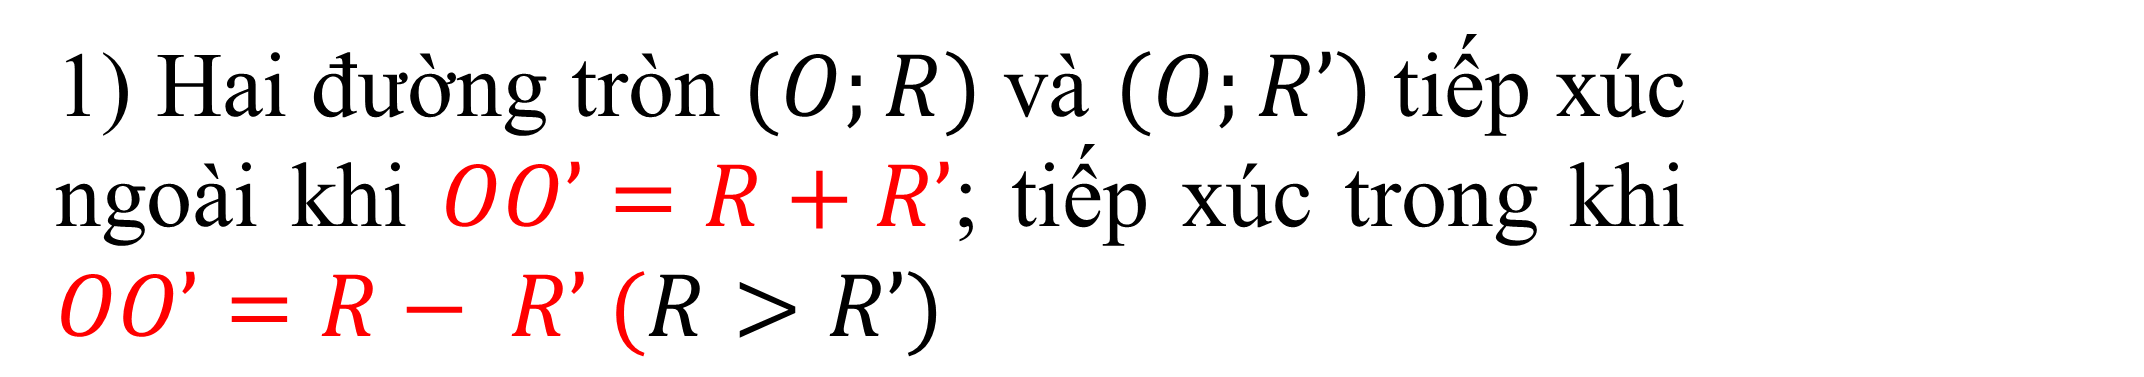 1) Hai đường tròn (O; R) và (O; R’) tiếp xúc
ngoài khi OO’ = R + R’; tiếp xúc trong khi
OO’ = R − R’ (R > R’)